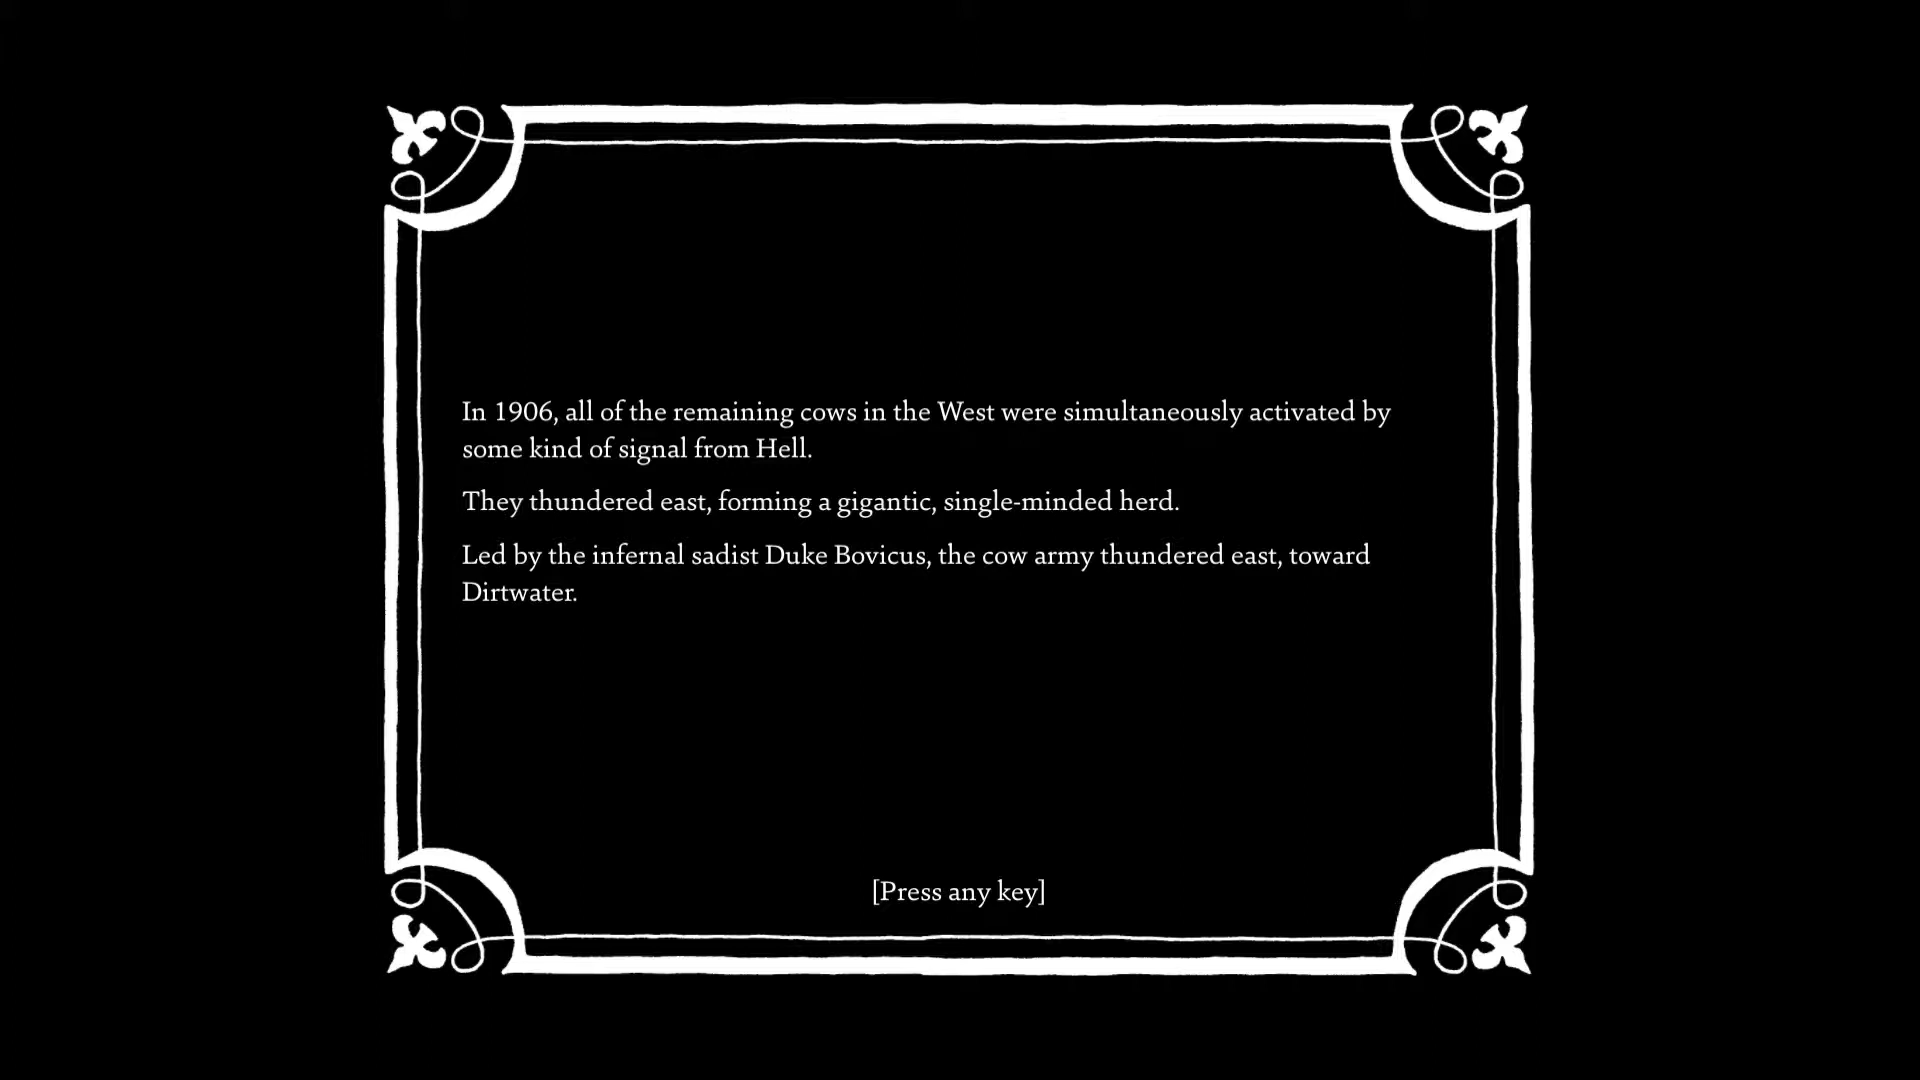 In 1906, all of the remaining cows in the West were simultaneously activated by
some kind of signal from Hell.
They thundered east, forming a gigantic, single-minded herd.
Led by the infernal sadist Duke Bovicus, the cow army thundered east, toward
Dirtwater.
[Press any key]